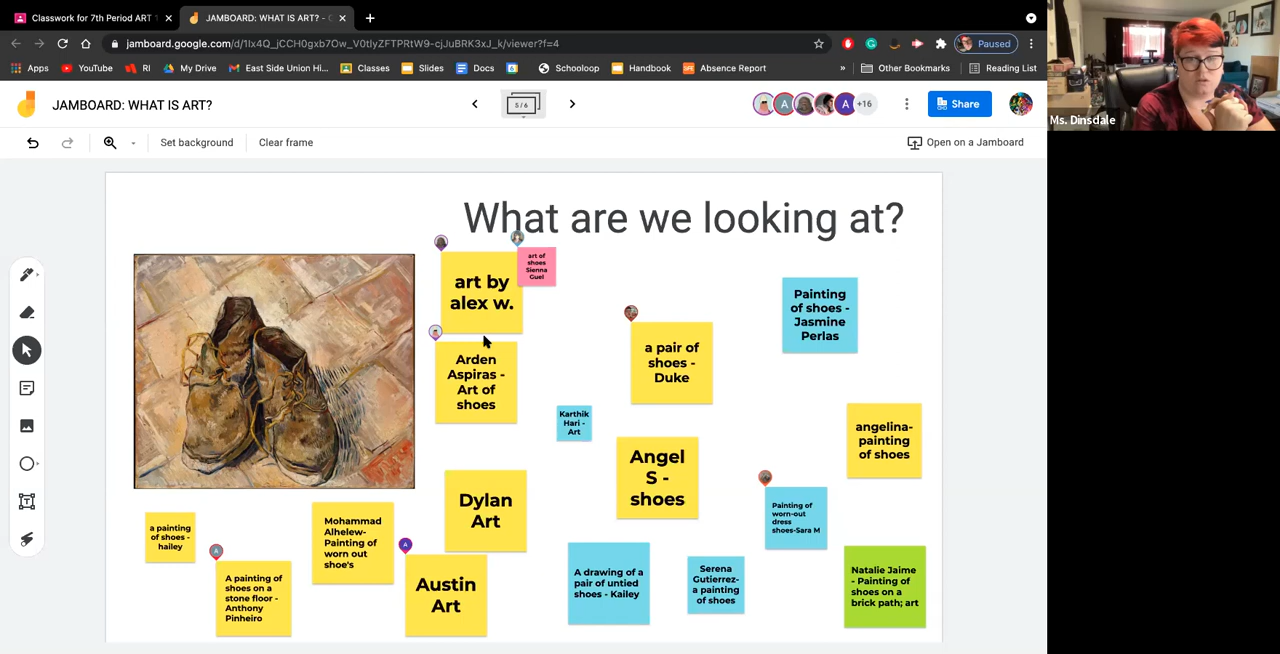 Classwork for 7th Period ART 1
JAMBOARD: WHAT IS ART? -
jamboard.google.com/d/1Ix4Q_jCCH0gxb7Ow_V0tlyZFTPRtW9-cjJuBRK3xJ_k/viewer?f=4
Paused
Apps
YouTube
RI
My Drive
East Side Union Hi...
Classes
Slides
Docs
Schooloop
Handbook
Absence Report
»
Other Bookmarks
Reading List
Ms. Dinsdale
JAMBOARD: WHAT IS ART?
5/6
A
A
+16
Share
Set background
Clear frame
Open on a Jamboard
What are we looking at?
art by
alex w.
art of
shoes
Sienna
Guel
Painting
of shoes -
Jasmine
Perlas
Arden
Aspiras -
Art of
shoes
a pair of
shoes -
Duke
Karthik
Hari -
Art
angelina-
painting
of shoes
Angel
S -
shoes
Dylan
Art
Painting of
worn-out
dress
shoes-Sara M
a painting
of shoes -
hailey
Mohammad
Alhelew-
Painting of
worn out
shoe's
A
A painting of
shoes on a
stone floor -
Anthony
Pinheiro
A
Austin
Art
A drawing of a
pair of untied
shoes - Kailey
Serena
Gutierrez-
a painting
of shoes
Natalie Jaime
- Painting of
shoes on a
brick path; art